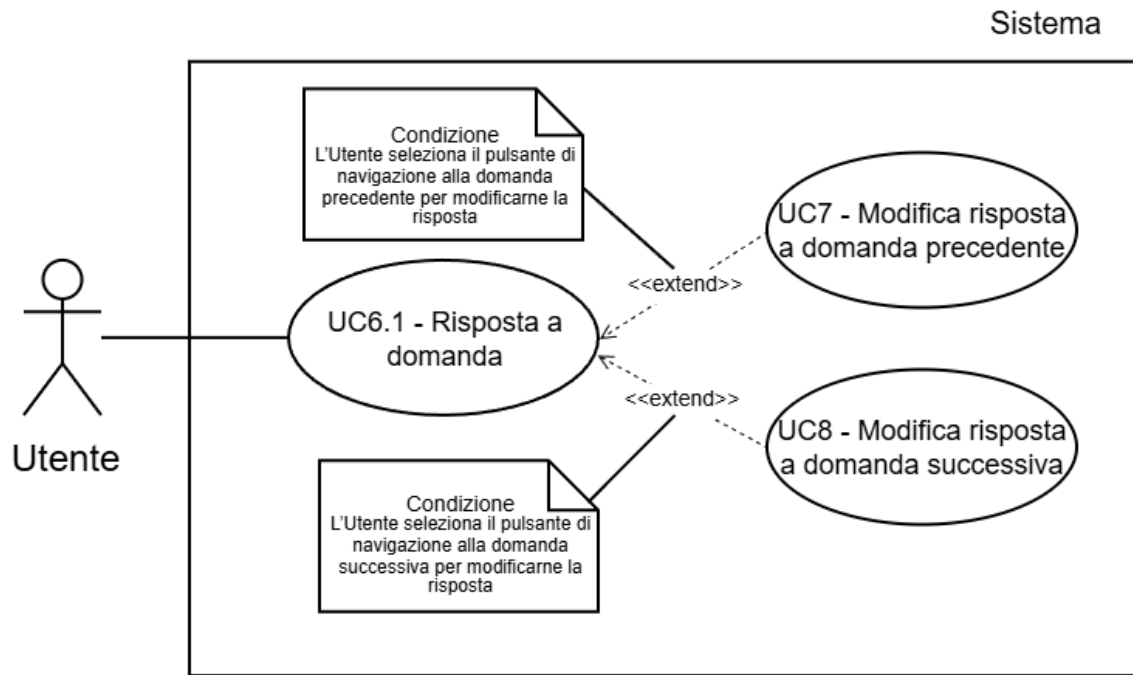 Sistema
Condizione
L'Utente seleziona il pulsante di
navigazione alla domanda
precedente per modificarne la
risposta
UC7 - Modifica risposta
a domanda precedente
<<extend>>
UC6.1 - Risposta a
domanda
<<extend>>
UC8 - Modifica risposta
a domanda successiva
Utente
Condizione
L'Utente seleziona il pulsante di
navigazione alla domanda
successiva per modificarne la
risposta